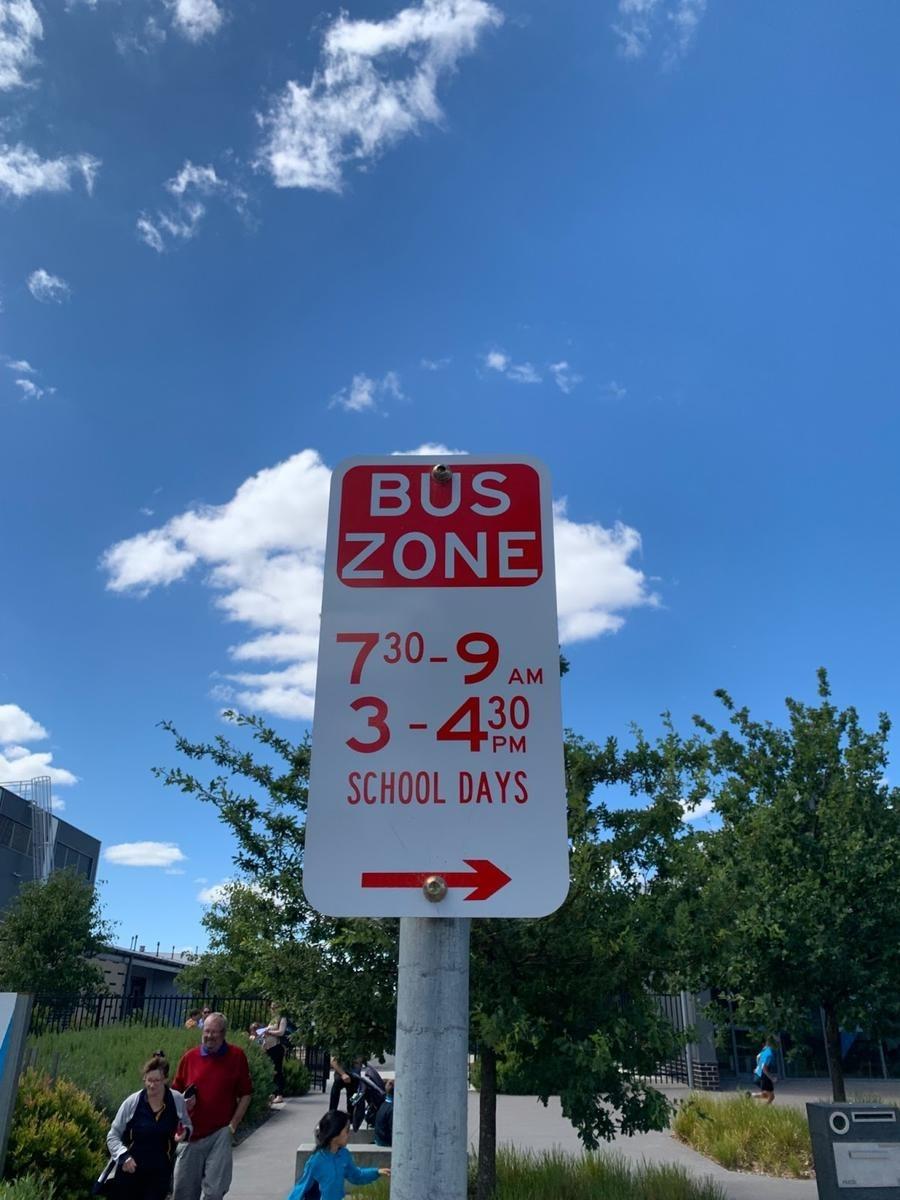 BUS
ZONE
7³⁰-9 AM
3-4³⁰ PM
SCHOOL DAYS